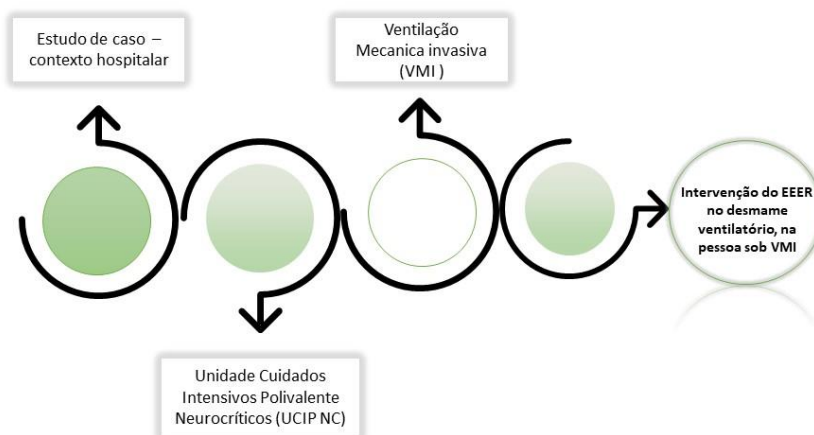 Estudo de caso –
contexto hospitalar
Ventilação
Mecanica invasiva
(VMI )
Intervenção do EEER
no desmame
ventilatório, na
pessoa sob VMI
Unidade Cuidados
Intensivos Polivalente
Neurocríticos (UCIP NC)